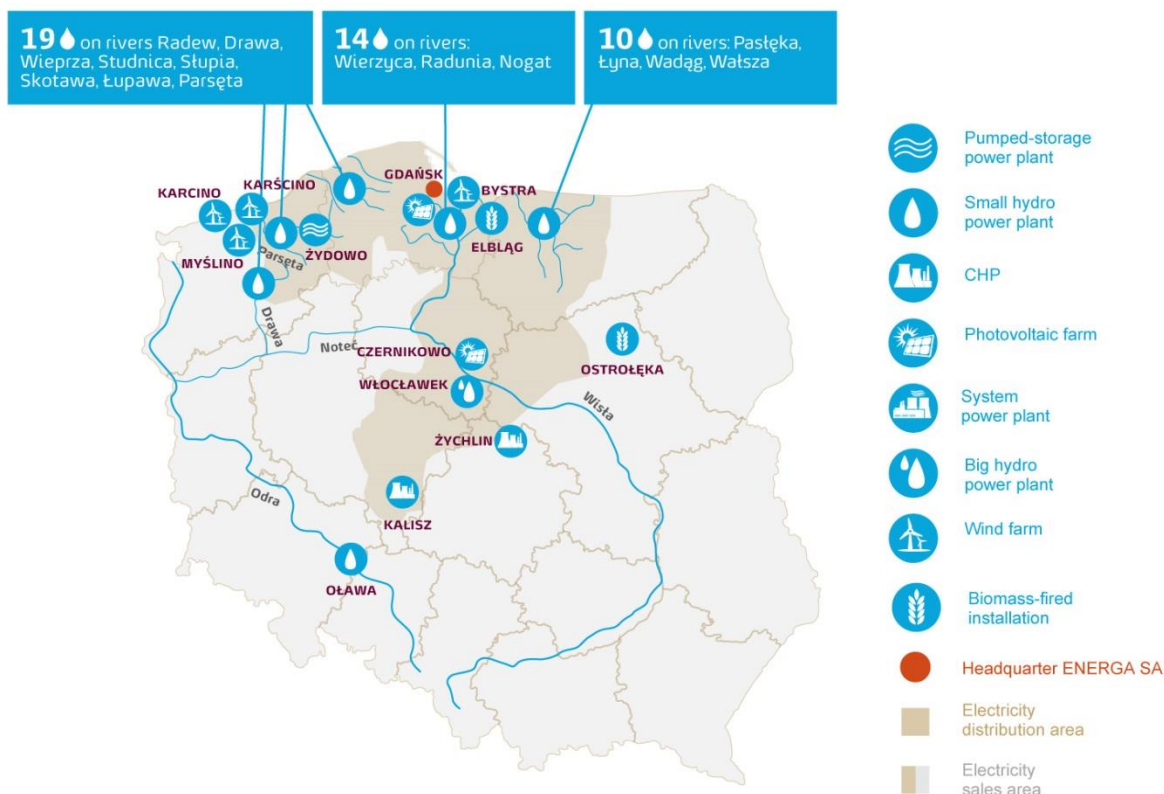 19 on rivers Radew, Drawa,
Wieprza, Studnica, Słupia,
Skotawa, Łupawa, Parsęta
14 on rivers:
Wierzyca, Radunia, Nogat
10 on rivers: Pasłęka,
Łyna, Wadąg, Wałsza
KARCINO
KARŚCINO
GDAŃSK
BYSTRA
MYŚLINO
Parsęta
ŻYDOWO
ELBLĄG
Drawa
Noteć
CZERNIKOWO
OSTROŁĘKA
WŁOCŁAWEK
Wisła
ŻYCHLIN
Odra
KALISZ
OŁAWA
Pumped-storage
power plant
Small hydro
power plant
CHP
Photovoltaic farm
System
power plant
Big hydro
power plant
Wind farm
Biomass-fired
installation
Headquarter ENERGA SA
Electricity
distribution area
Electricity
sales area